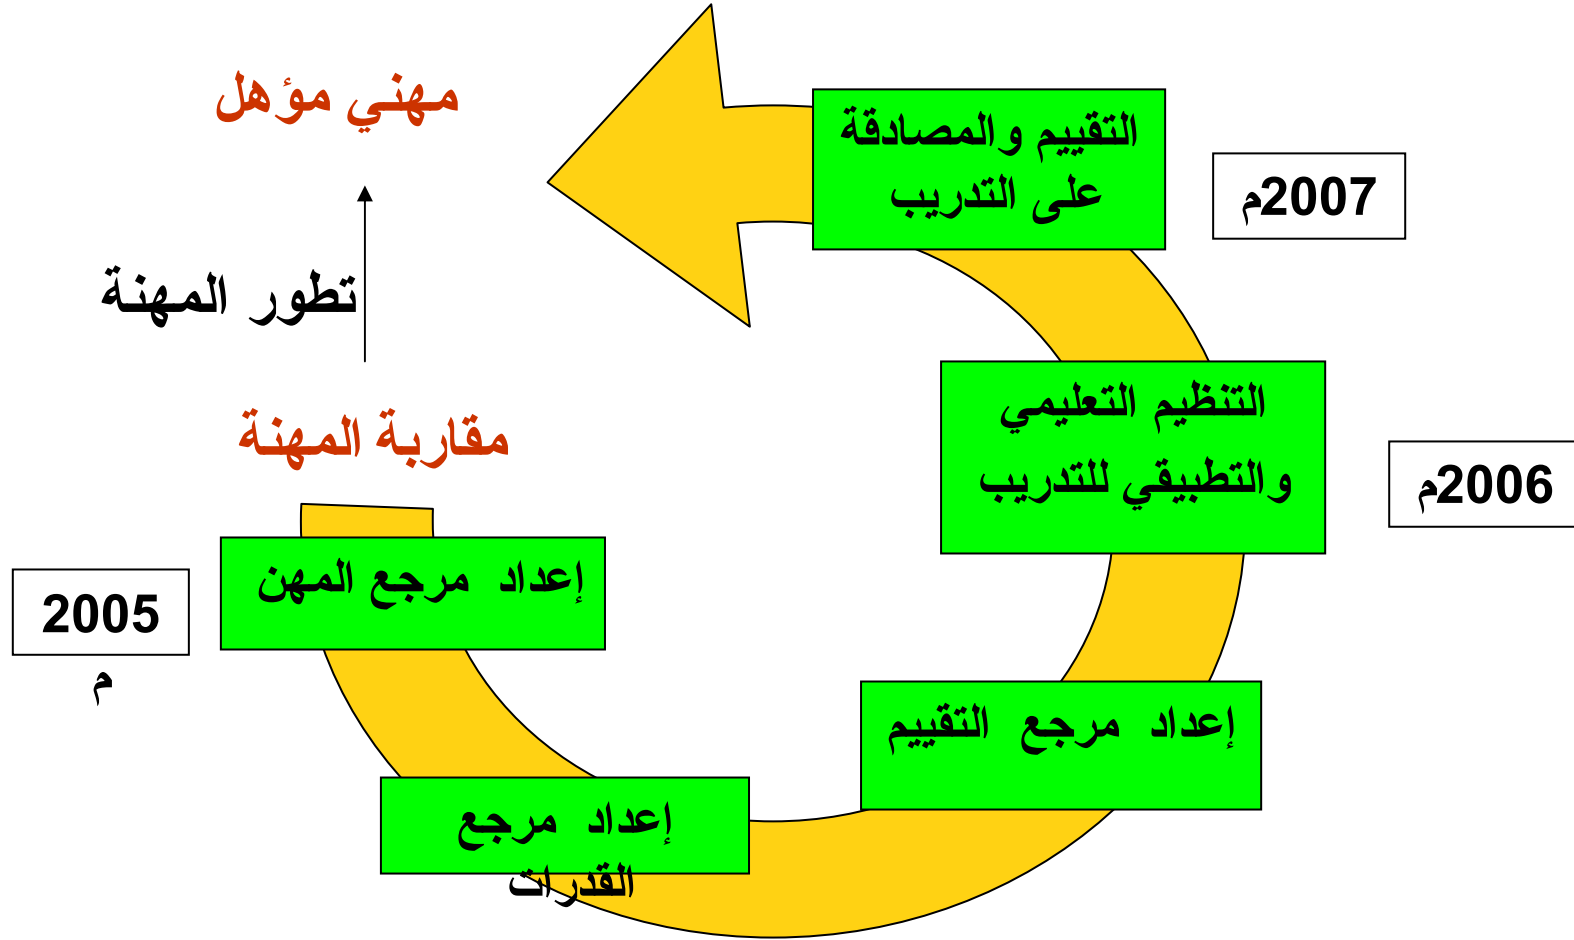 مهني مؤهل
التقييم والمصادقة
على التدريب
2007م
تطور المهنة
التنظيم التعليمي
والتطبيقي للتدريب
2006م
مقاربة المهنة
إعداد مرجع المهن
2005
م
إعداد مرجع التقييم
إعداد مرجع
القدرات